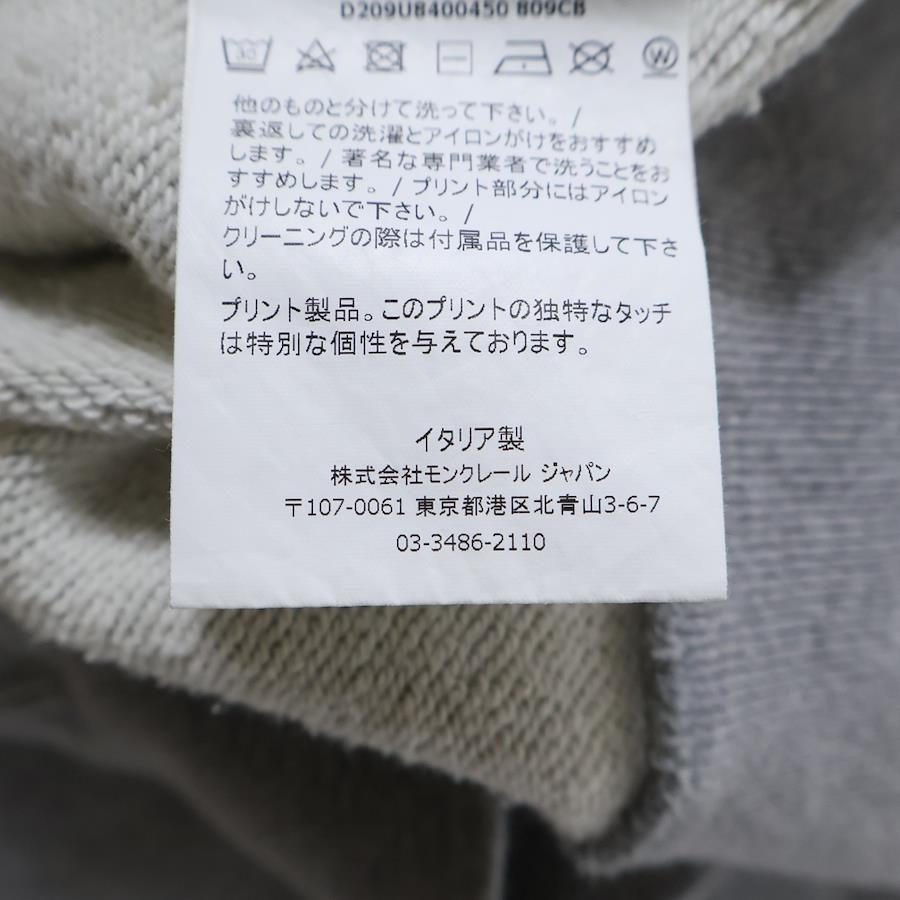 D209U8400450 809CB
30
W
他のものと分けて洗って下さい。/
裏返しての洗濯とアイロンがけをおすすめ
します。/ 著名な専門業者で洗うことをお
すすめします。/ プリント部分にはアイロン
がけしないで下さい。/
クリーニングの際は付属品を保護して下さ
い。
プリント製品。このプリントの独特なタッチ
は特別な個性を与えております。
イタリア製
株式会社モンクレール ジャパン
〒107-0061 東京都港区北青山3-6-7
03-3486-2110